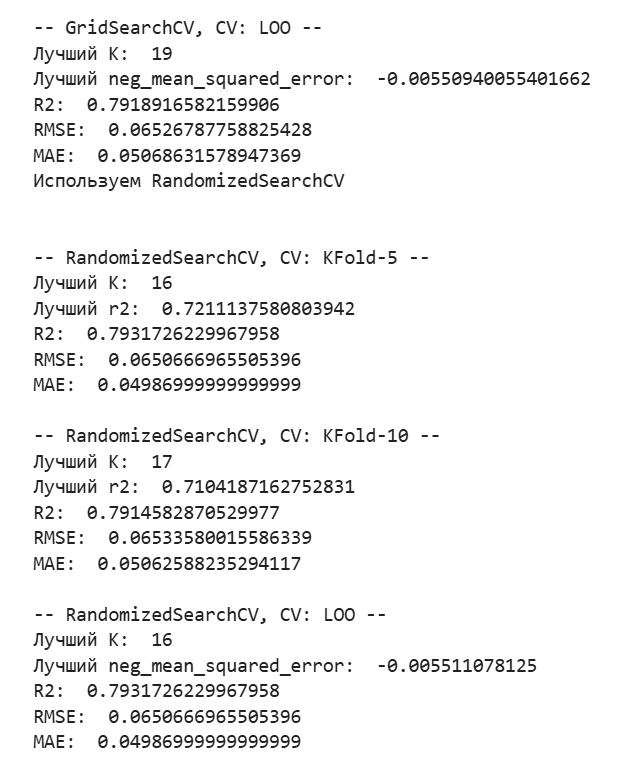 -- GridSearchCV, CV: LOO --
Лучший K:  19
Лучший neg_mean_squared_error:  -0.00550940055401662
R2:  0.7918916582159906
RMSE:  0.06526787758825428
MAE:  0.05068631578947369
Используем RandomizedSearchCV
-- RandomizedSearchCV, CV: KFold-5 --
Лучший K:  16
Лучший r2:  0.7211137580803942
R2:  0.7931726229967958
RMSE:  0.0650666965505396
MAE:  0.04986999999999999
-- RandomizedSearchCV, CV: KFold-10 --
Лучший K:  17
Лучший r2:  0.7104187162752831
R2:  0.7914582870529977
RMSE:  0.06533580015586339
MAE:  0.05062588235294117
-- RandomizedSearchCV, CV: LOO --
Лучший K:  16
Лучший neg_mean_squared_error:  -0.005511078125
R2:  0.7931726229967958
RMSE:  0.0650666965505396
MAE:  0.04986999999999999